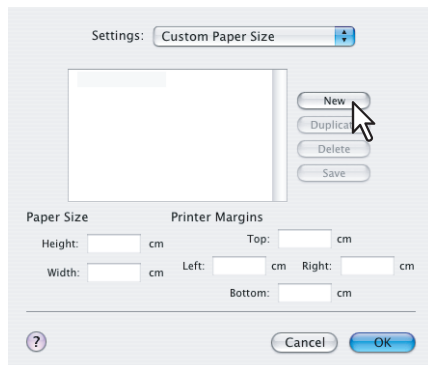 Settings: Custom Paper Size
New
Duplicate
Delete
Save
Paper Size Printer Margins
Height: cm Top: cm
Width: cm Left: cm Right: cm
Bottom: cm
? Cancel OK